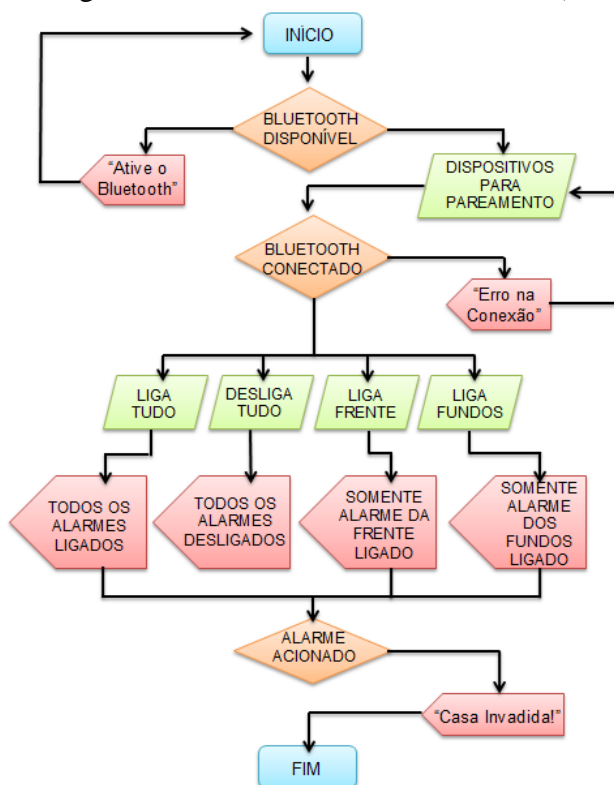 INÍCIO
BLUETOOTH
DISPONÍVEL
"Ative o
Bluetooth"
DISPOSITIVOS
PARA
PAREAMENTO
BLUETOOTH
CONECTADO
"Erro na
Conexão"
LIGA
TUDO
DESLIGA
TUDO
LIGA
FRENTE
LIGA
FUNDOS
TODOS OS
ALARMES
LIGADOS
TODOS OS
ALARMES
DESLIGADOS
SOMENTE
ALARME DA
FRENTE
LIGADO
SOMENTE
ALARME
DOS
FUNDOS
LIGADO
ALARME
ACIONADO
"Casa Invadida!"
FIM